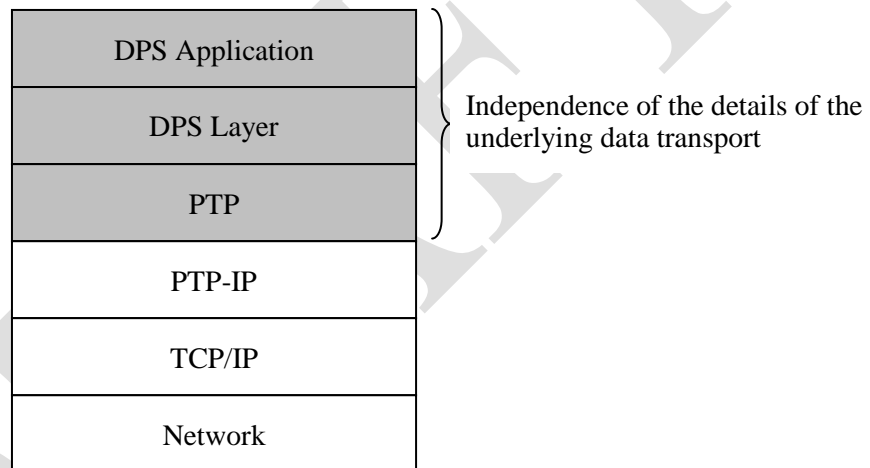 DPS Application
DPS Layer
Independence of the details of the
underlying data transport
PTP
PTP-IP
TCP/IP
Network